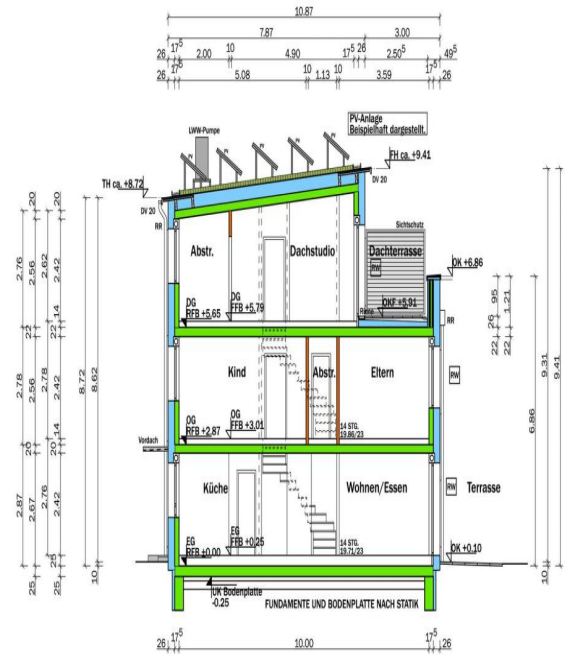 10.87
7.87 3.00
26 17⁵ 2.00 10 4.90 17⁵ 26 2.50⁵ 49⁵
26 17⁵ 5.08 10 1.13 10 3.59 17⁵ 26
PV-Anlage
Beispielhaft dargestellt.
LWW-Pumpe
PV PV PV PV PV
FH ca. +9.41
TH ca. +8.72
DV 20
DV 20
RR
Sichtschutz
Abstr. Dachstudio Dachterrasse
RW
OK +6.86
OKF +5.91
Rinne
RR
DG
RFB +5.65
DG
FFB +5.79
Kind Abstr. Eltern
RW
OG
RFB +2.87
OG
FFB +3.01
14 STG.
19.86/23
Vordach
Küche Wohnen/Essen Terrasse
RW
EG
RFB ±0.00
EG
FFB +0.25
14 STG.
19.71/23
OK +0.10
UK Bodenplatte
-0.25
FUNDAMENTE UND BODENPLATTE NACH STATIK
20 20
2.76 2.56 2.62 2.42
14
22 22 22
2.78 2.56 2.78 2.42
14
20 20
2.87 2.67 2.76 2.42
25
25 25
8.72 8.62
10
95 1.21
26
22 22
6.86
9.31 9.41
10
26 17⁵ 10.00 17⁵ 26